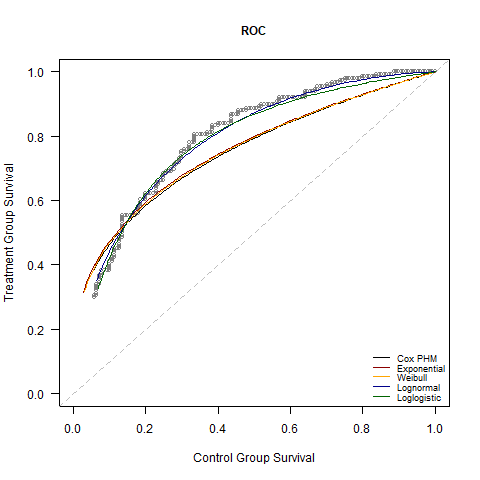 ROC
Treatment Group Survival
1.0
0.8
0.6
0.4
0.2
0.0
Cox PHM
Exponential
Weibull
Lognormal
Loglogistic
0.0 0.2 0.4 0.6 0.8 1.0
Control Group Survival